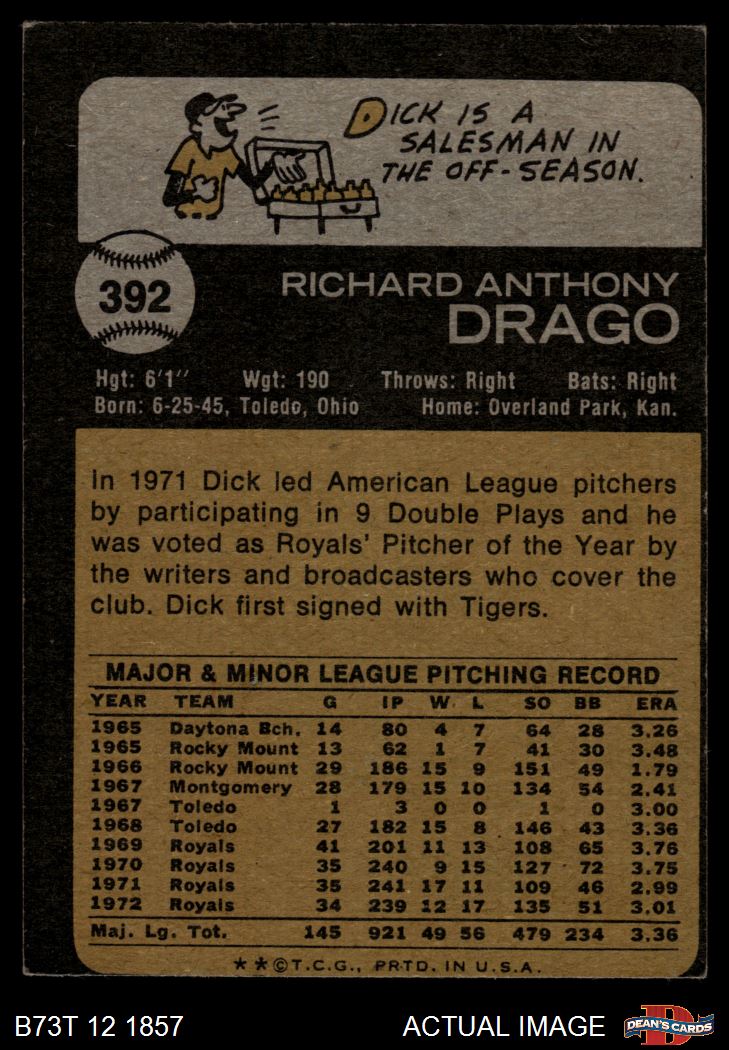 DICK IS A
SALESMAN IN
THE OFF-SEASON.
392
RICHARD ANTHONY
DRAGO
Hgt: 6'1" Wgt: 190 Throws: Right Bats: Right
Born: 6-25-45, Toledo, Ohio Home: Overland Park, Kan.
In 1971 Dick led American League pitchers
by participating in 9 Double Plays and he
was voted as Royals' Pitcher of the Year by
the writers and broadcasters who cover the
club. Dick first signed with Tigers.
MAJOR & MINOR LEAGUE PITCHING RECORD
YEAR TEAM G IP W L SO BB ERA
1965 Daytona Bch. 14 80 4 7 64 28 3.26
1965 Rocky Mount 13 62 1 7 41 30 3.48
1966 Rocky Mount 29 186 15 9 151 49 1.79
1967 Montgomery 28 179 15 10 134 54 2.41
1967 Toledo 1 3 0 0 1 0 3.00
1968 Toledo 27 182 15 8 146 43 3.36
1969 Royals 41 201 11 13 108 65 3.76
1970 Royals 35 240 9 15 127 72 3.75
1971 Royals 35 241 17 11 109 46 2.99
1972 Royals 34 239 12 17 135 51 3.01
Maj. Lg. Tot. 145 921 49 56 479 234 3.36
**©T.C.G., PRTD. IN U.S.A.
B73T 12 1857 ACTUAL IMAGE DEAN'S CARDS